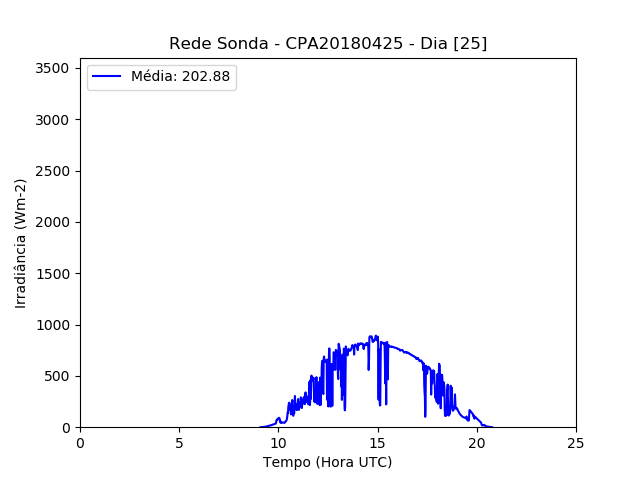 Rede Sonda - CPA20180425 - Dia [25]
Média: 202.88
3500
3000
2500
2000
1500
1000
500
0
Irradiância (Wm-2)
0 5 10 15 20 25
Tempo (Hora UTC)